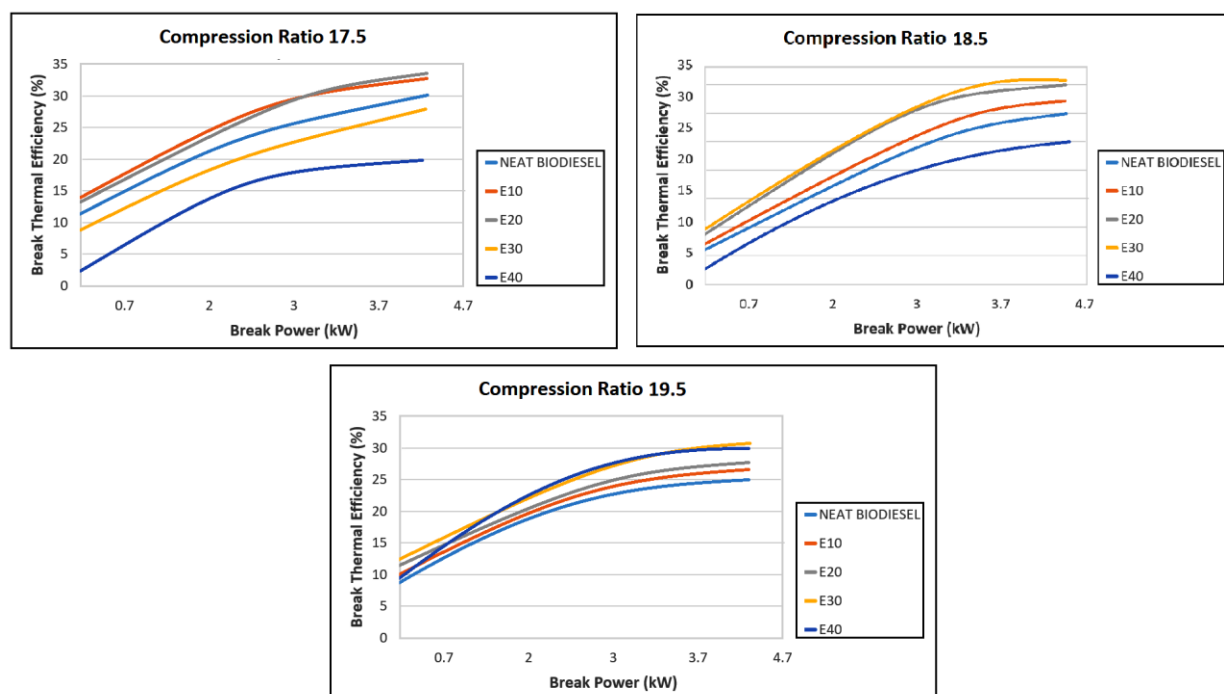 Compression Ratio 17.5
Break Thermal Efficiency (%)
35
30
25
20
15
10
5
0
0.7 2 3 3.7 4.7
Break Power (kW)
NEAT BIODIESEL
E10
E20
E30
E40
Compression Ratio 18.5
Break Thermal Efficiency (%)
35
30
25
20
15
10
5
0
0.7 2 3 3.7 4.7
Break Power (kW)
NEAT BIODIESEL
E10
E20
E30
E40
Compression Ratio 19.5
Break Thermal Efficiency (%)
35
30
25
20
15
10
5
0
0.7 2 3 3.7 4.7
Break Power (kW)
NEAT BIODIESEL
E10
E20
E30
E40